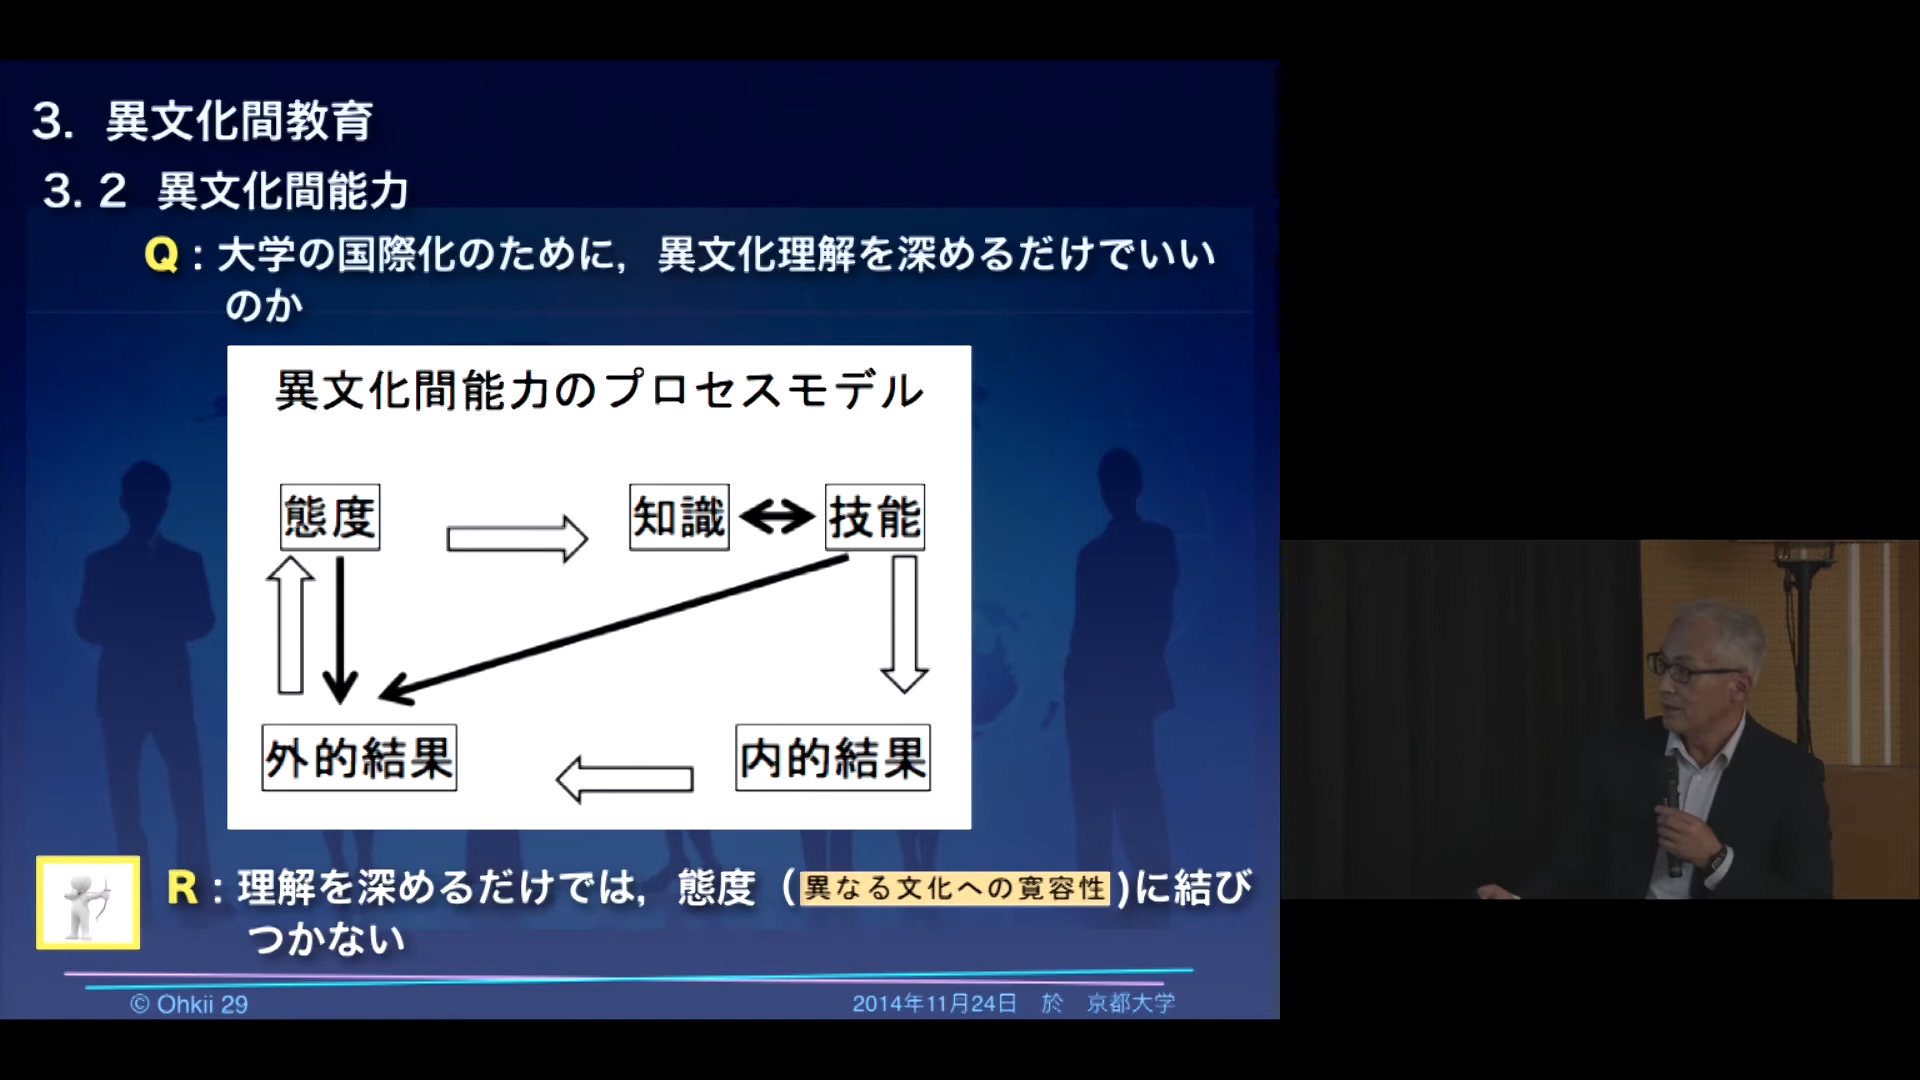 3. 異文化間教育
3. 2 異文化間能力
Q : 大学の国際化のために, 異文化理解を深めるだけでいい
のか
異文化間能力のプロセスモデル
態度 知識 技能
外的結果 内的結果
R : 理解を深めるだけでは, 態度 (異なる文化への寛容性)に結び
つかない
© Ohkii 29 2014年11月24日 於 京都大学